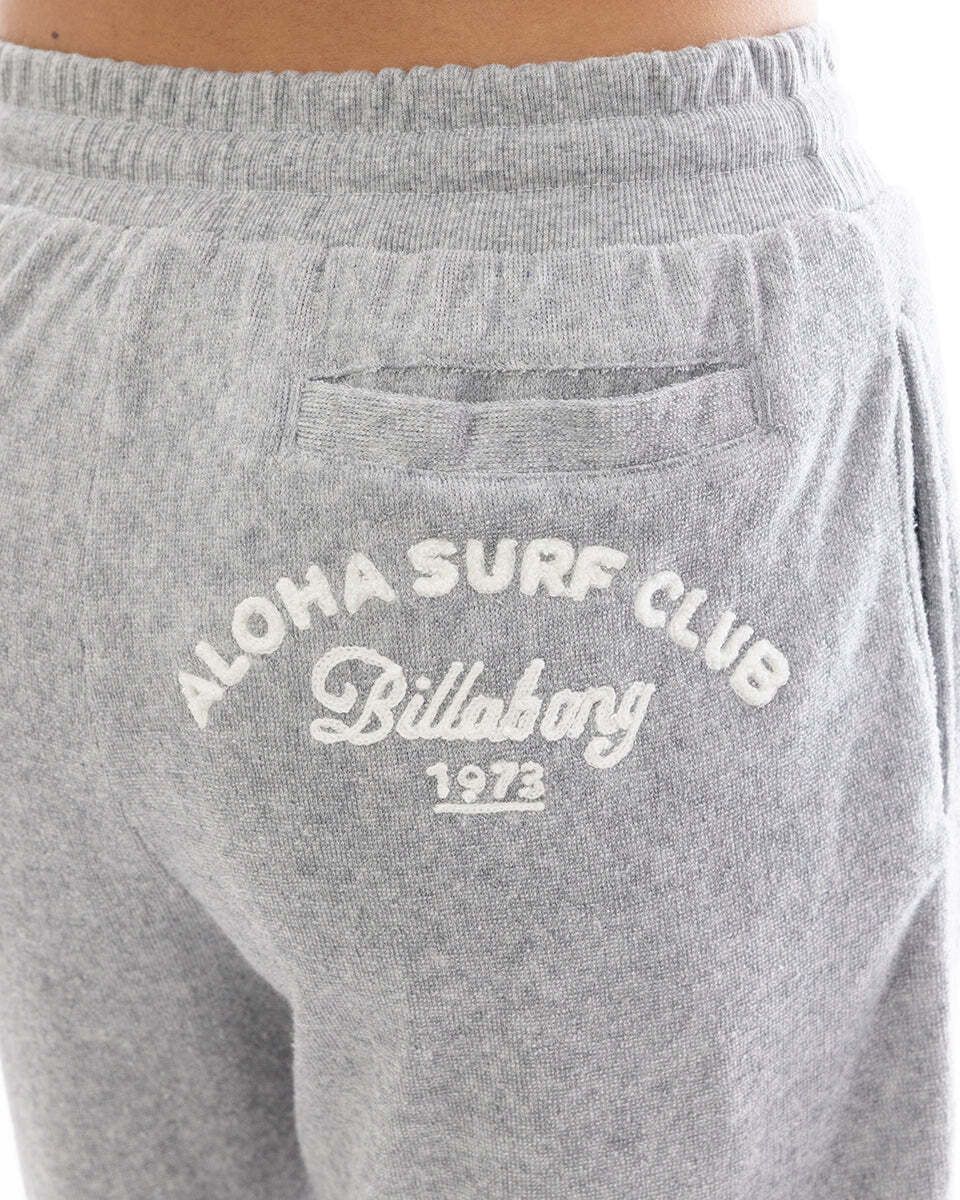 ALOHA SURF CLUB
Billabong
1973